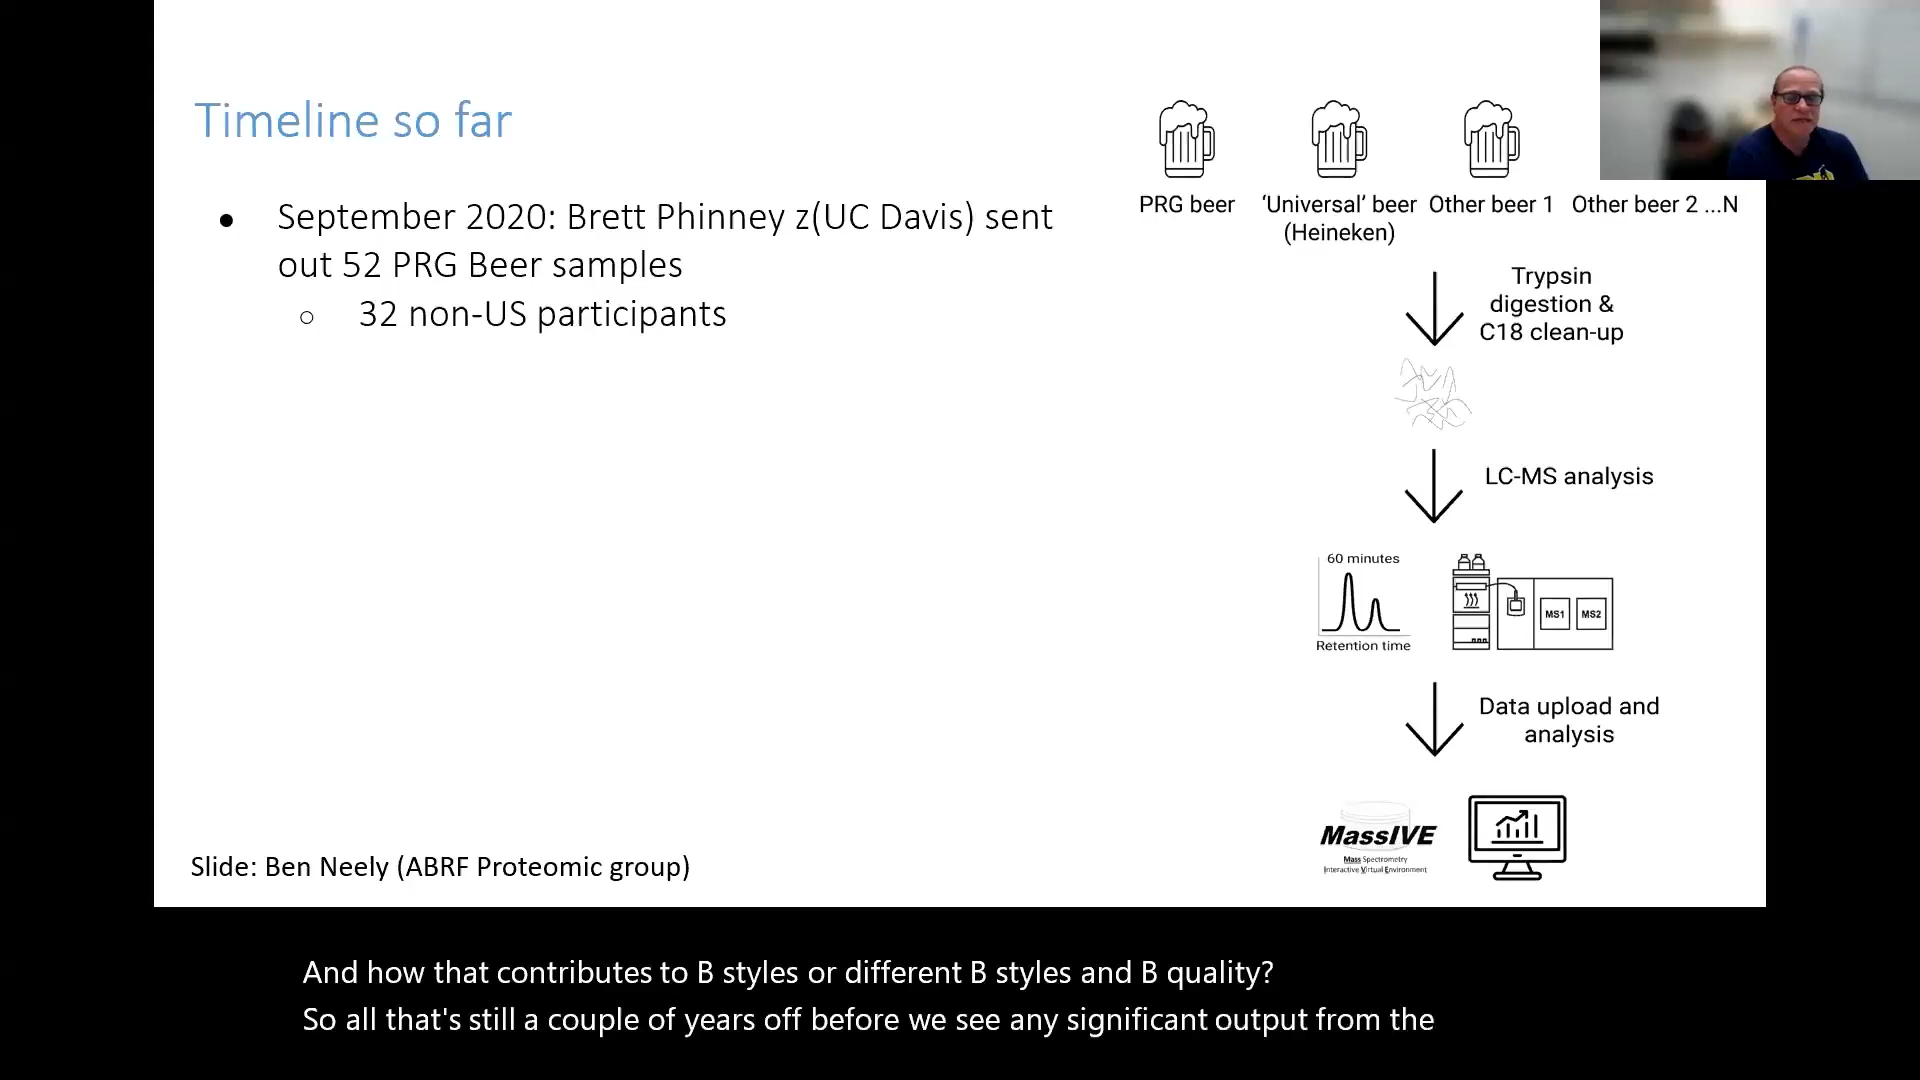 Timeline so far
● September 2020: Brett Phinney z(UC Davis) sent
out 52 PRG Beer samples
○ 32 non-US participants
PRG beer
‘Universal’ beer
(Heineken)
Other beer 1
Other beer 2 ...N
Trypsin
digestion &
C18 clean-up
LC-MS analysis
60 minutes
Retention time
MS1
MS2
Data upload and
analysis
MassIVE
Mass Spectrometry
Interactive Virtual Environment
Slide: Ben Neely (ABRF Proteomic group)
And how that contributes to B styles or different B styles and B quality?
So all that's still a couple of years off before we see any significant output from the